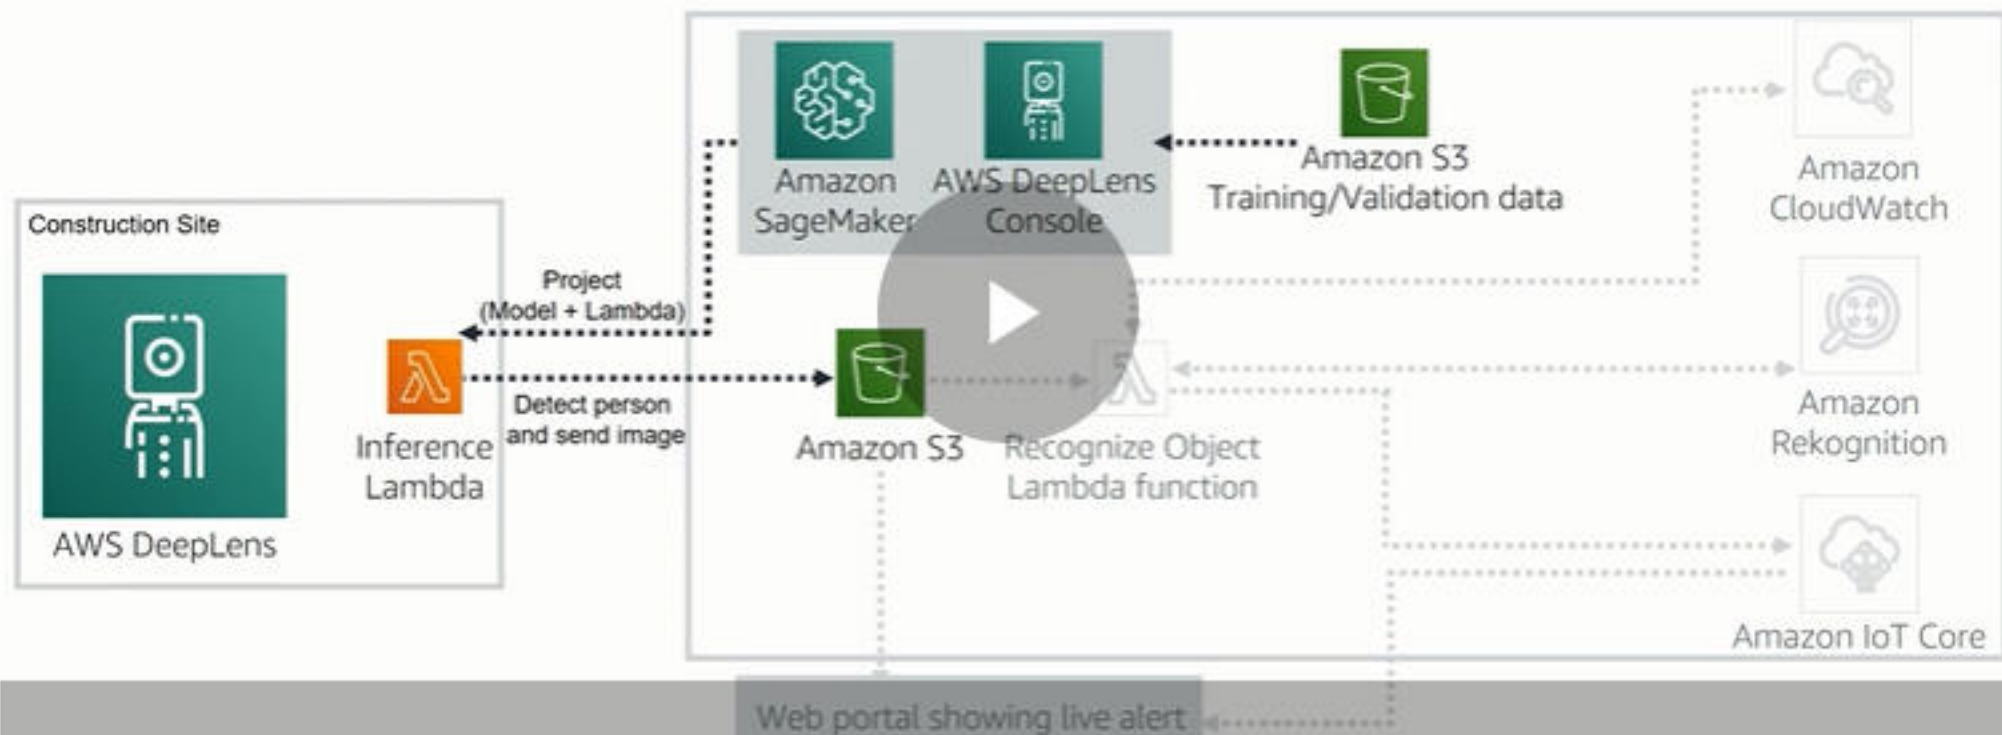 Amazon
SageMaker
AWS DeepLens
Console
Amazon S3
Training/Validation data
Amazon
CloudWatch
Construction Site
Project
(Model + Lambda)
Detect person
and send image
Inference
Lambda
AWS DeepLens
Amazon S3
Recognize Object
Lambda function
Amazon
Rekognition
Amazon IoT Core
Web portal showing live alert